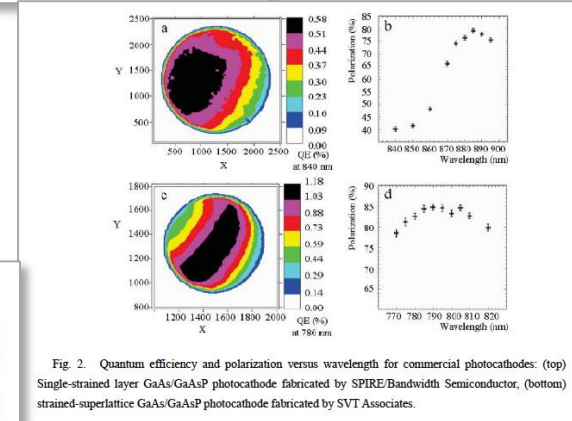 2500
2000
Y 1500
1000
500
a
500 1000 1500 2000 2500
X
0.58
0.51
0.44
0.37
0.30
0.23
0.16
0.09
0.00
QE (%)
at 840 nm
b
Polarization (%)
85
80
75
70
65
60
55
50
45
40
840 850 860 870 880 890 900
Wavelength (nm)
1800
1600
Y
1400
1200
1000
800
c
1200 1400 1600 1800 2000
X
1.18
1.03
0.88
0.73
0.59
0.44
0.29
0.14
0.00
QE (%)
at 786 nm
d
Polarization (%)
90
85
80
75
70
65
770 780 790 800 810 820
Wavelength (nm)
Fig. 2. Quantum efficiency and polarization versus wavelength for commercial photocathodes: (top)
Single-strained layer GaAs/GaAsP photocathode fabricated by SPIRE/Bandwidth Semiconductor, (bottom)
strained-superlattice GaAs/GaAsP photocathode fabricated by SVT Associates.